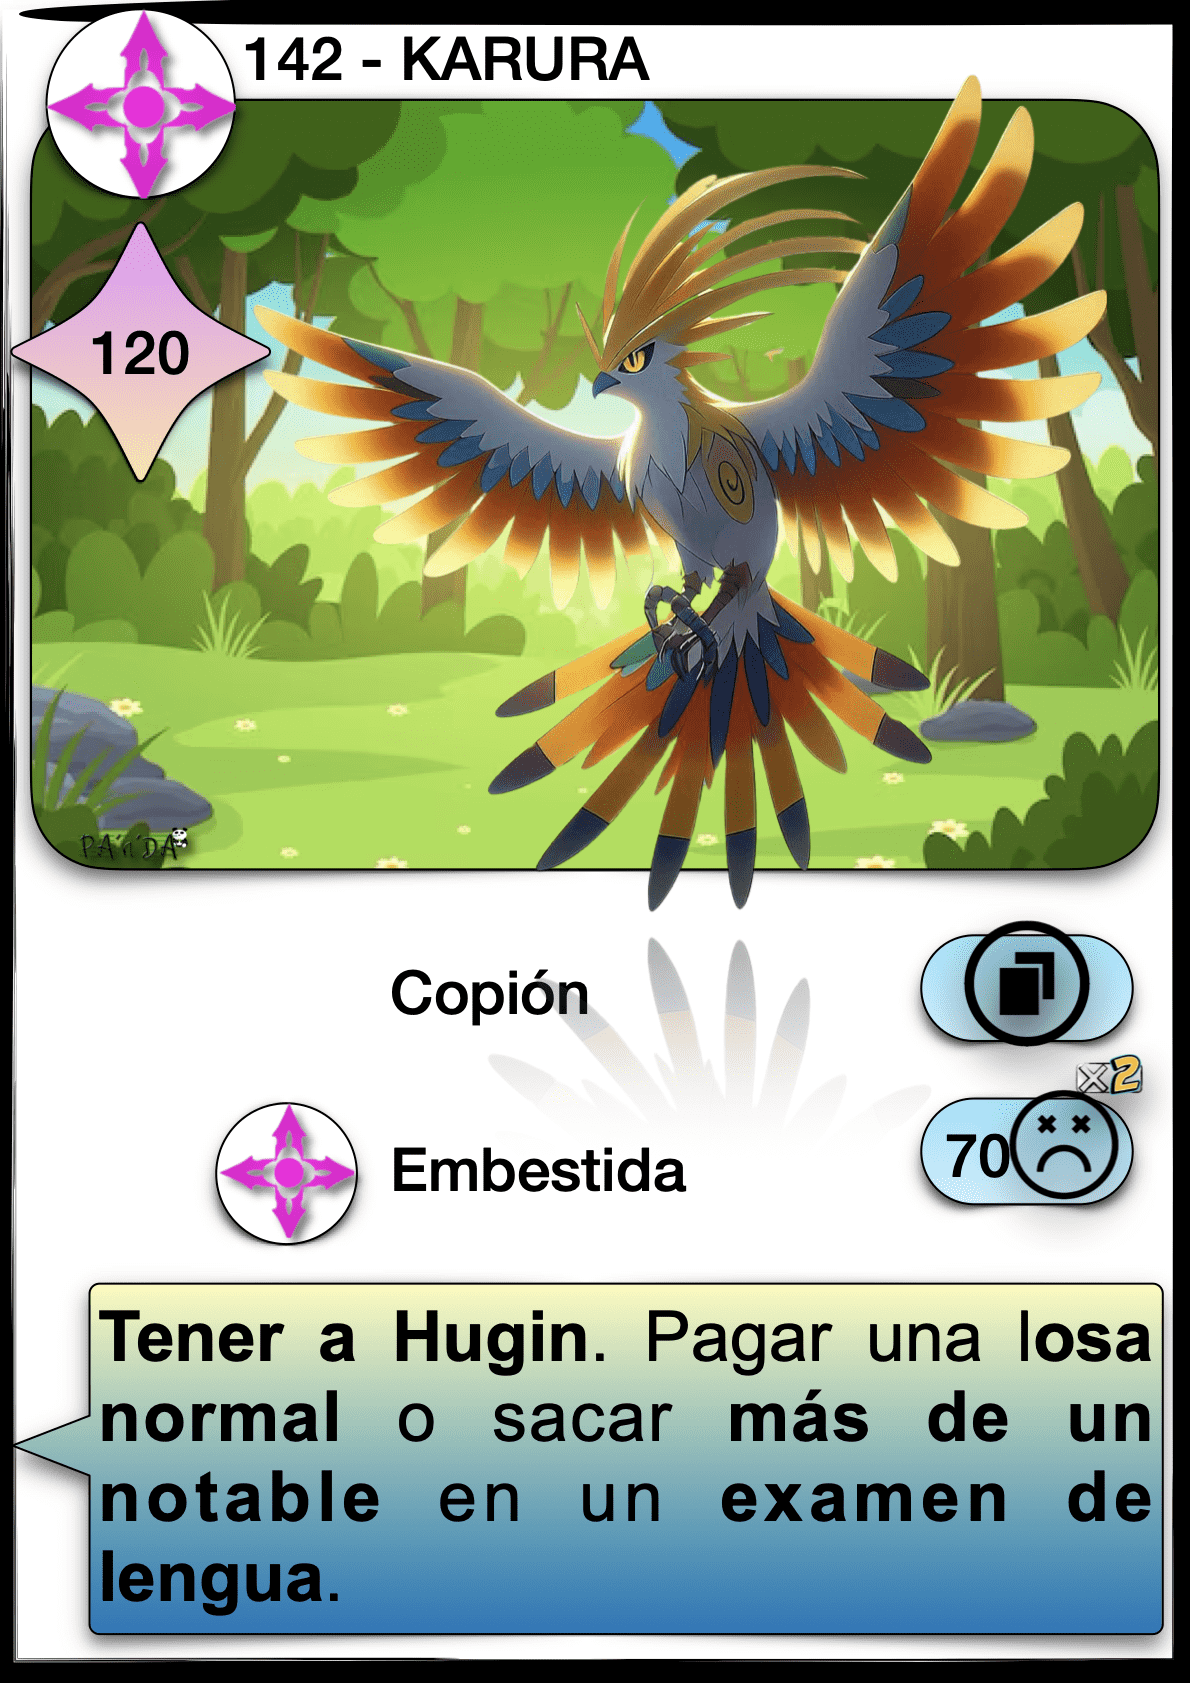 142 - KARURA
120
PANDA
Copión
x2
70
Embestida
Tener a Hugin. Pagar una losa
normal o sacar más de un
notable en un examen de
lengua.